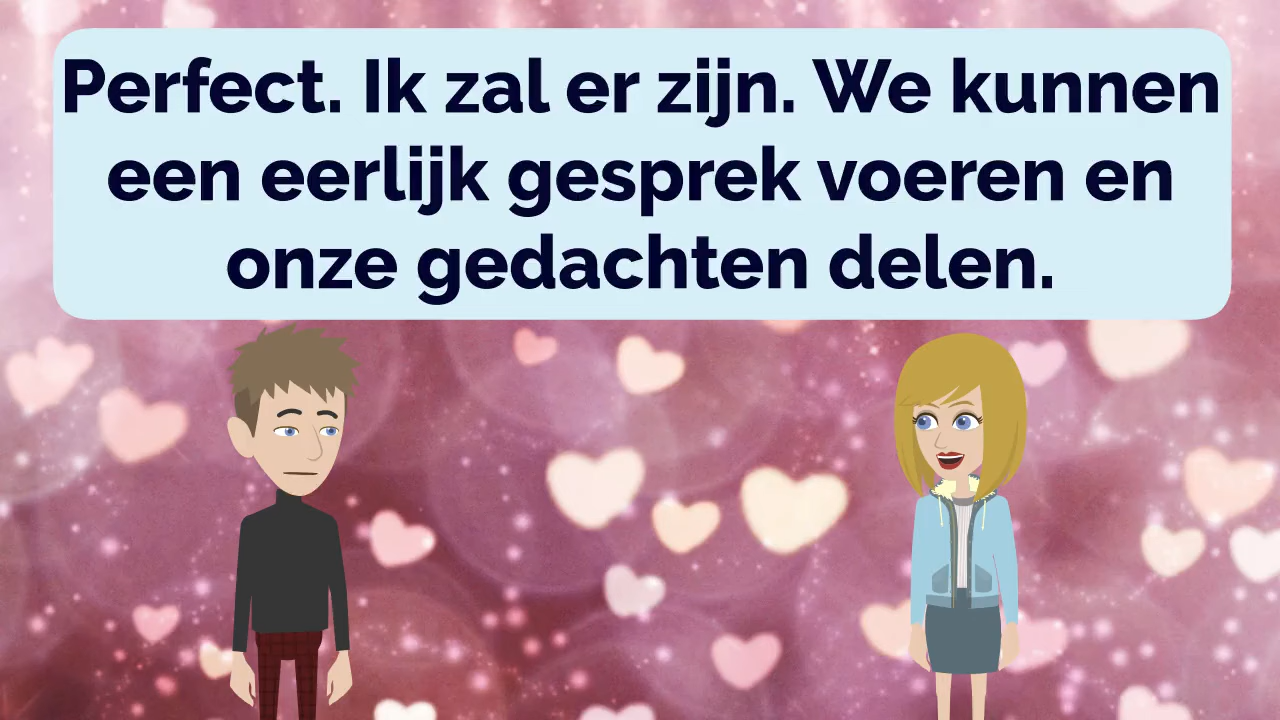 Perfect. Ik zal er zijn. We kunnen
een eerlijk gesprek voeren en
onze gedachten delen.